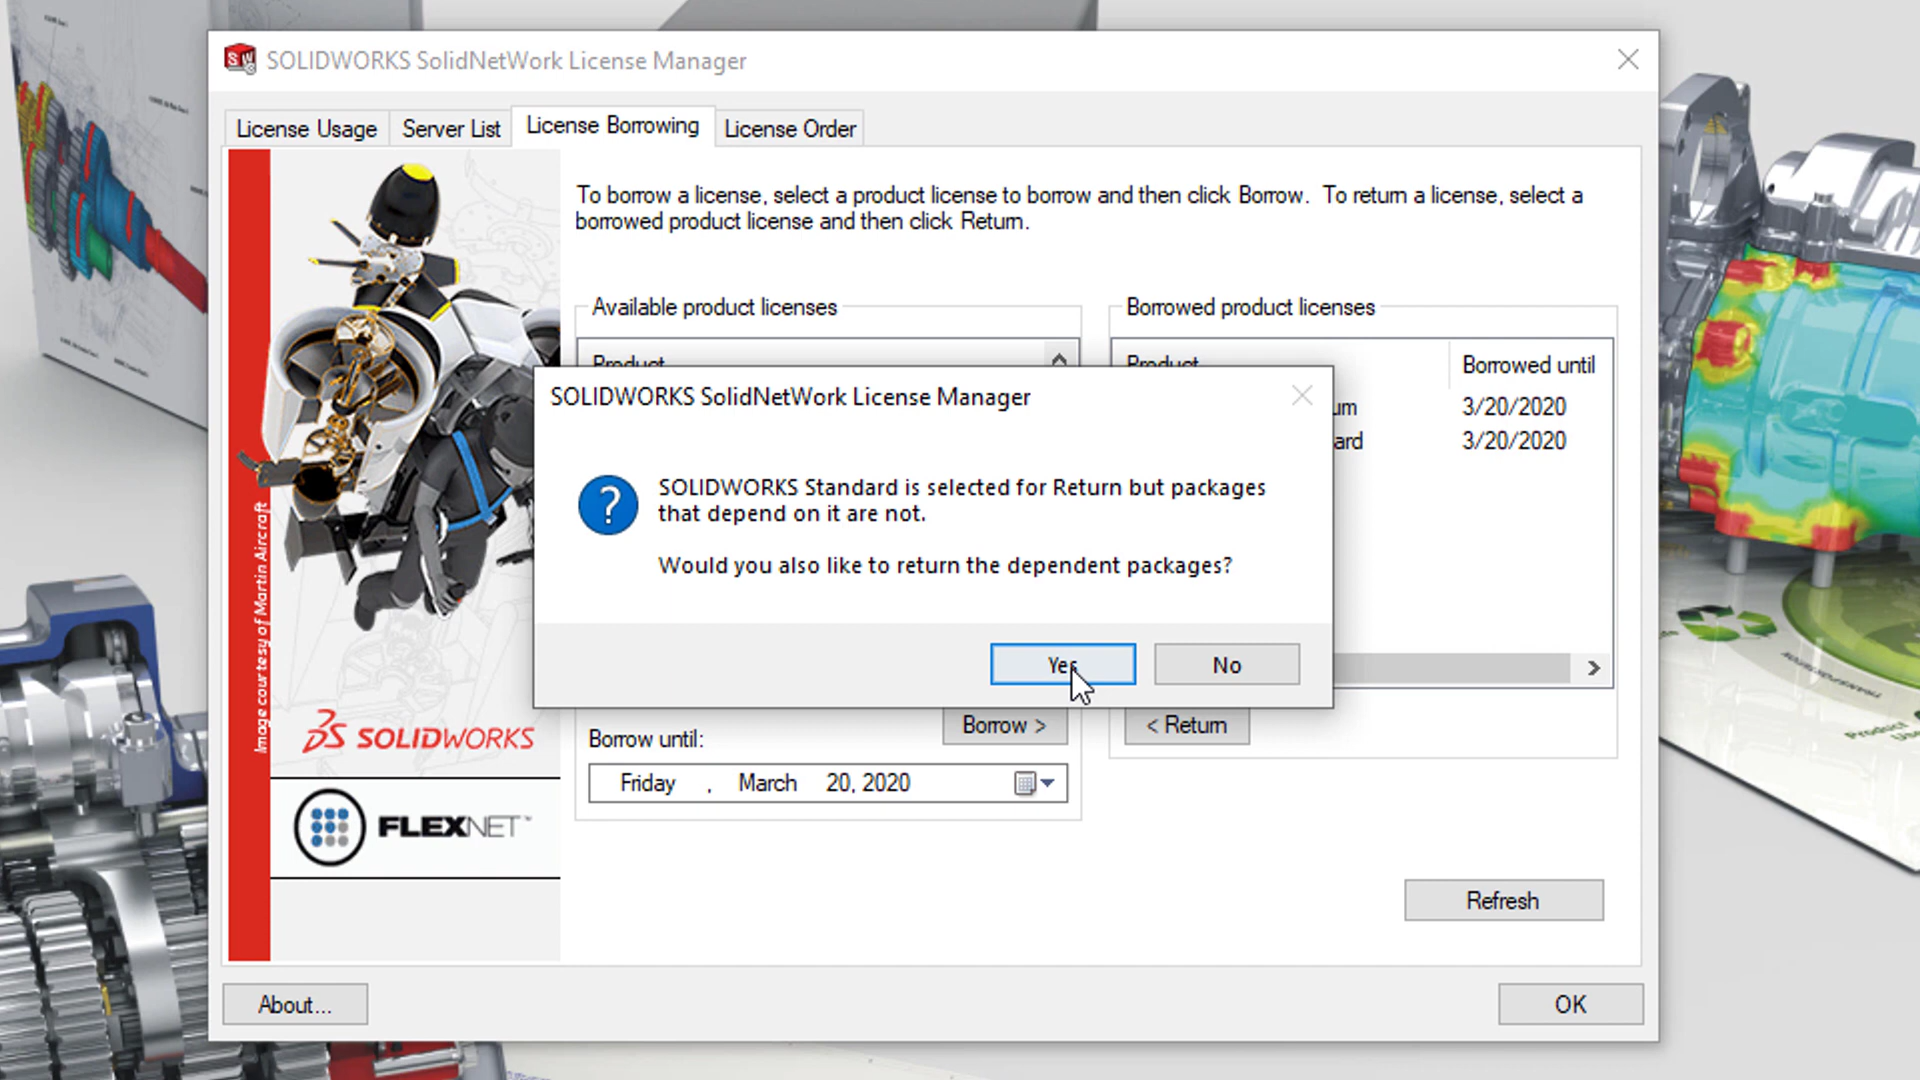 SOLIDWORKS SolidNetWork License Manager
License Usage
Server List
License Borrowing
License Order
To borrow a license, select a product license to borrow and then click Borrow. To return a license, select a
borrowed product license and then click Return.
Available product licenses
Product
Borrowed product licenses
Product
Borrowed until
um
3/20/2020
ard
3/20/2020
SOLIDWORKS SolidNetWork License Manager
SOLIDWORKS Standard is selected for Return but packages
that depend on it are not.
Would you also like to return the dependent packages?
Yes
No
Borrow >
< Return
Borrow until:
Friday , March 20, 2020
Image courtesy of Martin Aircraft
SOLIDWORKS
FLEXNET
Refresh
About...
OK